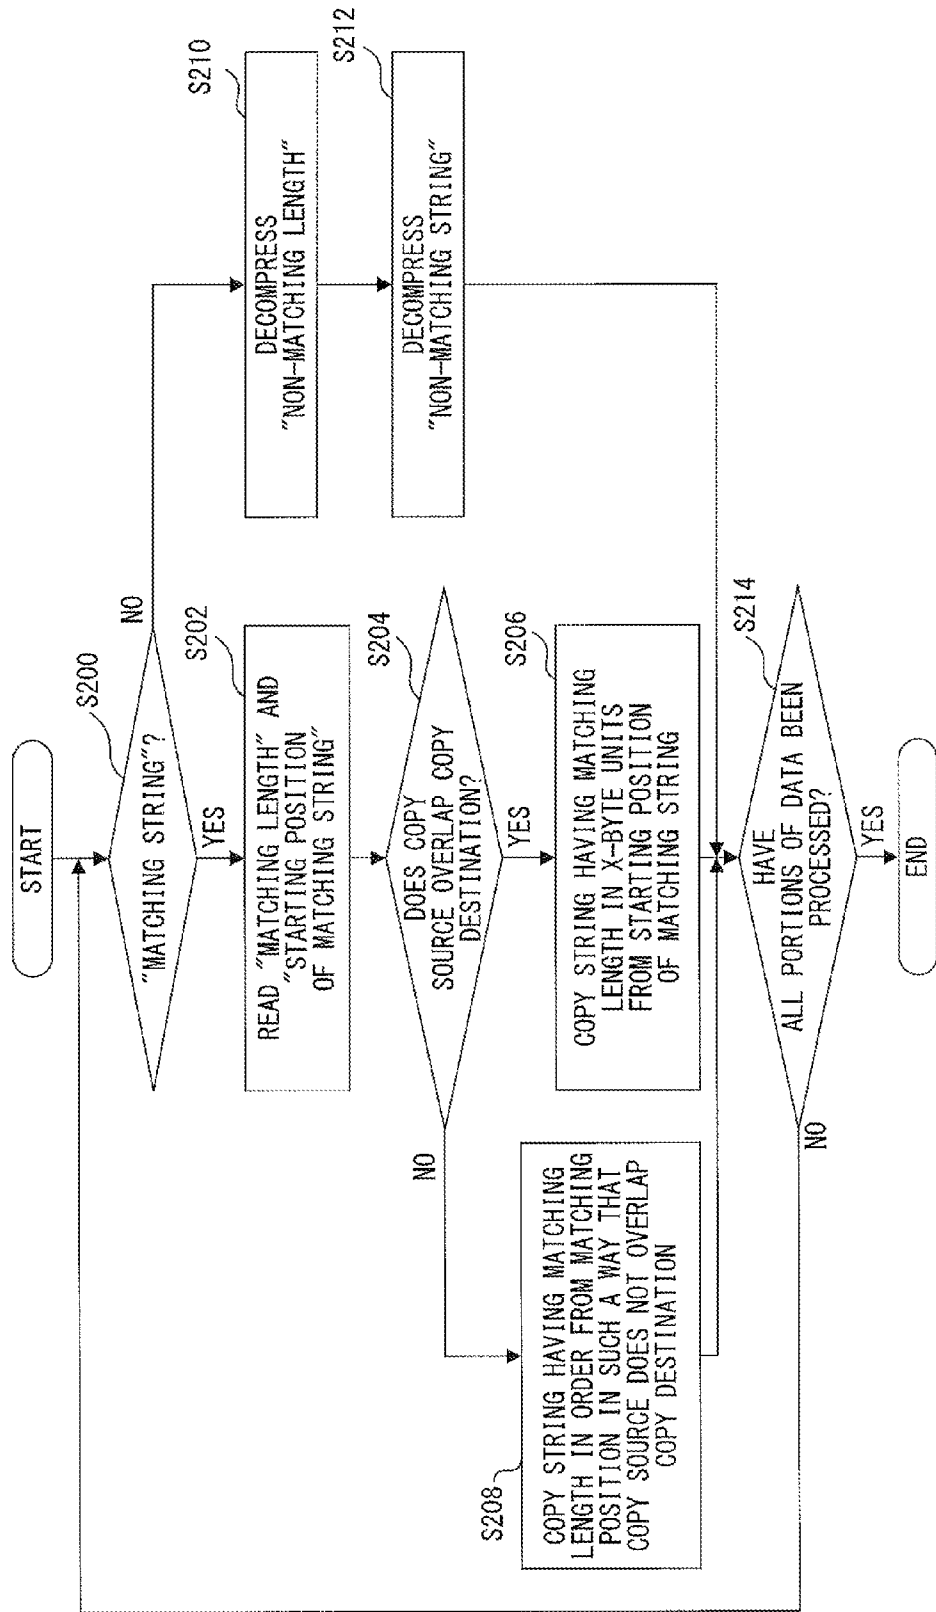 START
S200
"MATCHING STRING"?
NO
YES
S202
READ "MATCHING LENGTH" AND
"STARTING POSITION
OF MATCHING STRING"
S204
DOES COPY
SOURCE OVERLAP COPY
DESTINATION?
NO
YES
S206
COPY STRING HAVING MATCHING
LENGTH IN X-BYTE UNITS
FROM STARTING POSITION
OF MATCHING STRING
S208
COPY STRING HAVING MATCHING
LENGTH IN ORDER FROM MATCHING
POSITION IN SUCH A WAY THAT
COPY SOURCE DOES NOT OVERLAP
COPY DESTINATION
S210
DECOMPRESS
"NON-MATCHING LENGTH"
S212
DECOMPRESS
"NON-MATCHING STRING"
S214
HAVE
ALL PORTIONS OF DATA BEEN
PROCESSED?
NO
YES
END